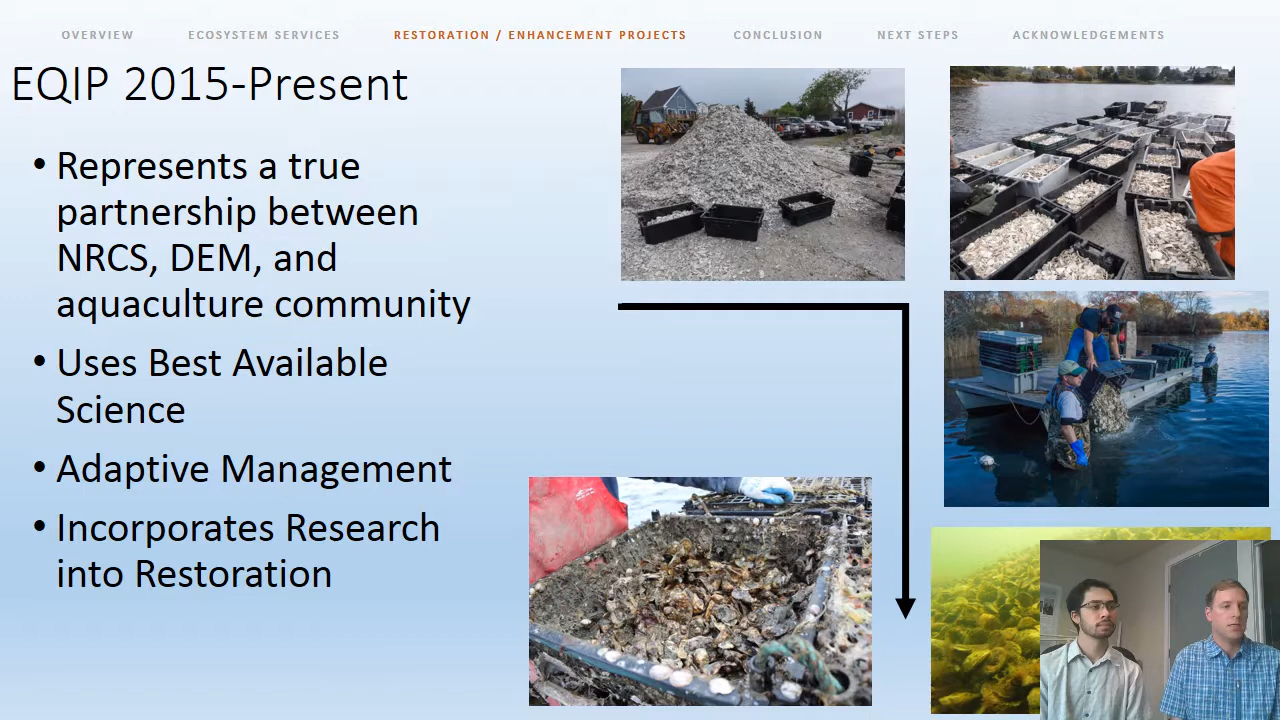 OVERVIEW ECOSYSTEM SERVICES RESTORATION / ENHANCEMENT PROJECTS CONCLUSION NEXT STEPS ACKNOWLEDGEMENTS
EQIP 2015-Present
• Represents a true
partnership between
NRCS, DEM, and
aquaculture community
• Uses Best Available
Science
• Adaptive Management
• Incorporates Research
into Restoration